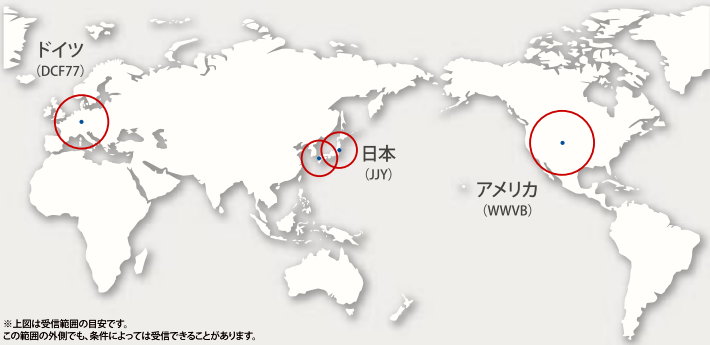 ドイツ
(DCF77)
日本
(JJY)
アメリカ
(WWVB)
※上図は受信範囲の目安です。
この範囲の外側でも、条件によっては受信できることがあります。